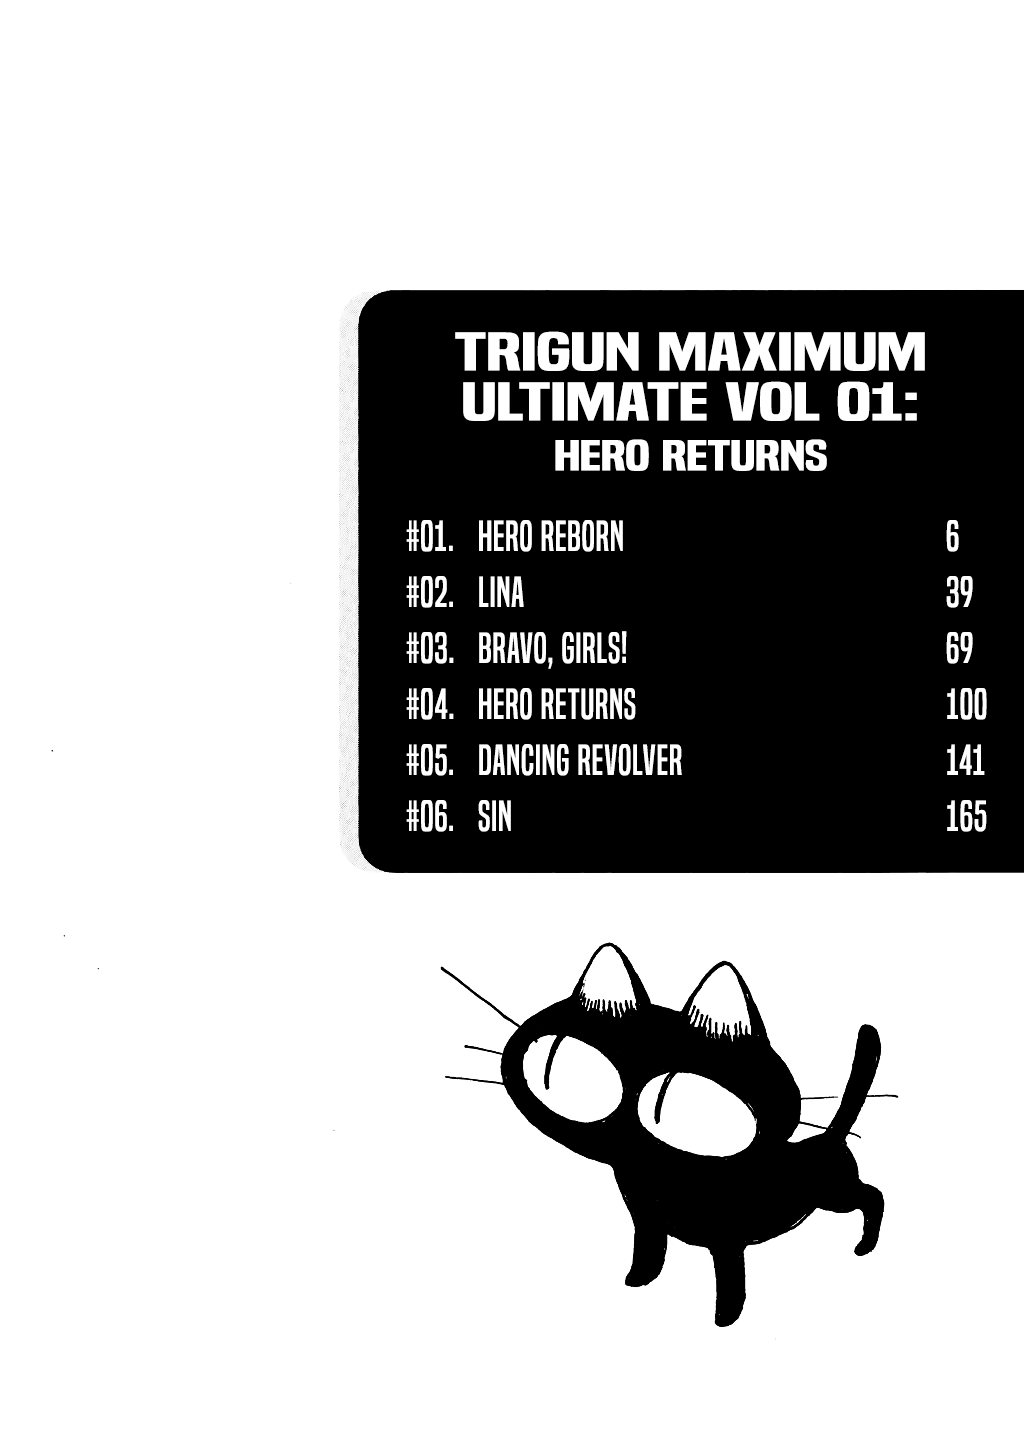 TRIGUN MAXIMUM
ULTIMATE VOL 01:
HERO RETURNS
#01. HERO REBORN 6
#02. LINA 39
#03. BRAVO, GIRLS! 69
#04. HERO RETURNS 100
#05. DANCING REVOLVER 141
#06. SIN 165